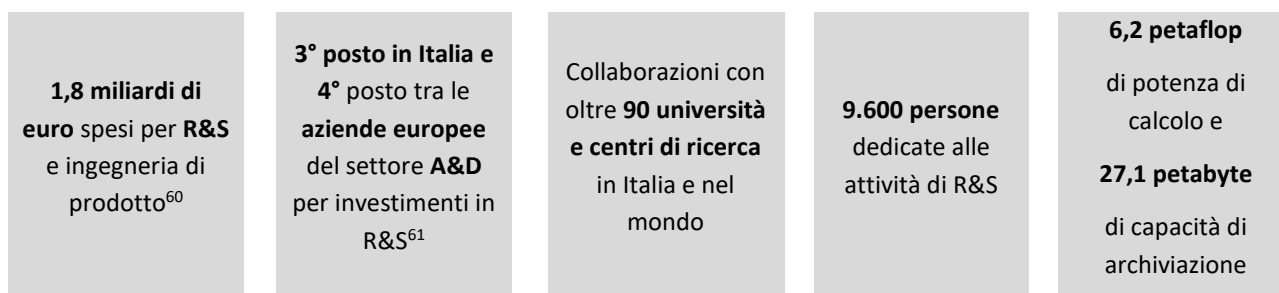 1,8 miliardi di
euro spesi per R&S
e ingegneria di
prodotto60
3° posto in Italia e
4° posto tra le
aziende europee
del settore A&D
per investimenti in
R&S61
Collaborazioni con
oltre 90 università
e centri di ricerca
in Italia e nel
mondo
9.600 persone
dedicate alle
attività di R&S
6,2 petaflop
di potenza di
calcolo e
27,1 petabyte
di capacità di
archiviazione